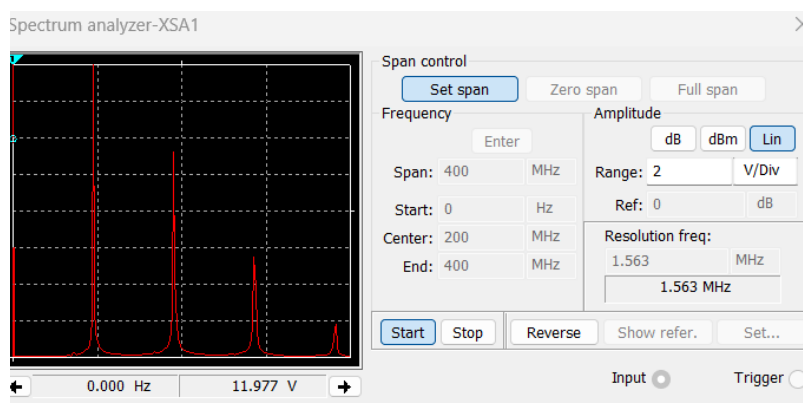 Spectrum analyzer-XSA1
Span control
Set span Zero span Full span
Frequency
Enter
Span: 400 MHz
Start: 0 Hz
Center: 200 MHz
End: 400 MHz
Amplitude
dB dBm Lin
Range: 2 V/Div
Ref: 0 dB
Resolution freq:
1.563 MHz
1.563 MHz
Start Stop Reverse Show refer. Set...
0.000 Hz 11.977 V
Input Trigger